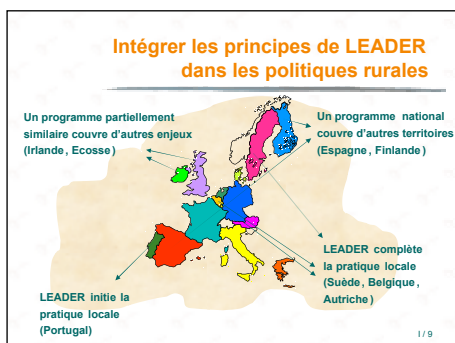 Intégrer les principes de LEADER
dans les politiques rurales
Un programme partiellement
similaire couvre d'autres enjeux
(Irlande, Ecosse)
Un programme national
couvre d'autres territoires
(Espagne, Finlande)
LEADER complète
la pratique locale
(Suède, Belgique,
Autriche)
LEADER initie la
pratique locale
(Portugal)
I / 9